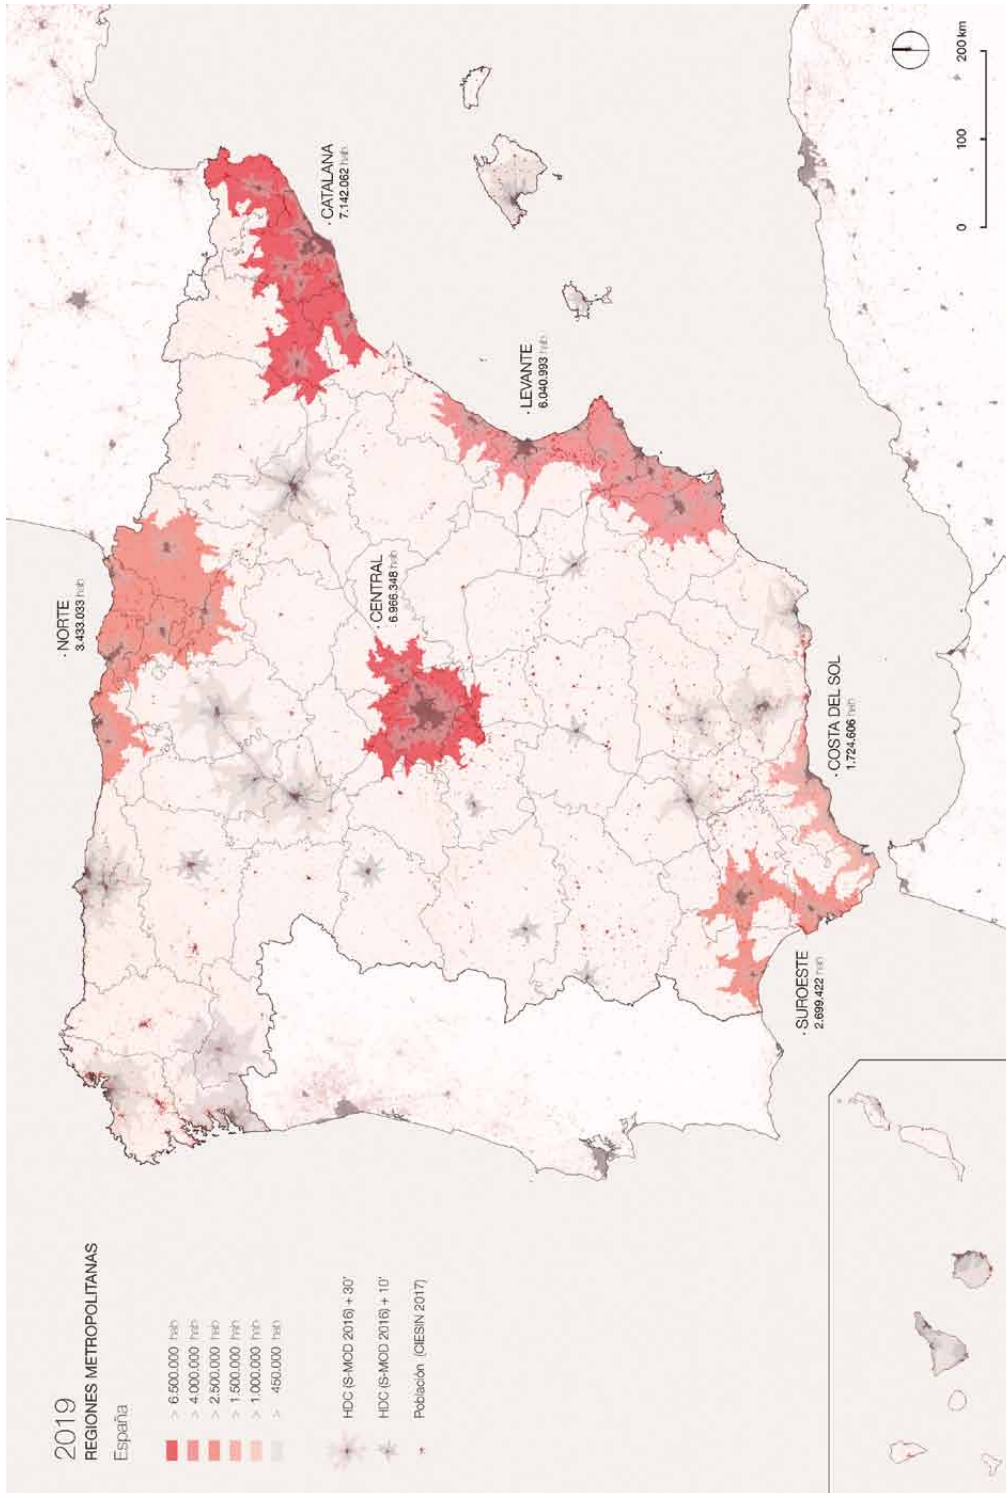 2019
REGIONES METROPOLITANAS
España
> 6.500.000 hab
> 4.000.000 hab
> 2.500.000 hab
> 1.500.000 hab
> 1.000.000 hab
> 450.000 hab
HDC (S-MOD 2016) + 30'
HDC (S-MOD 2016) + 10'
Población (CIESIN 2017)
· NORTE
3.433.033 hab
· CATALANA
7.142.062 hab
· CENTRAL
6.966.348 hab
· LEVANTE
6.040.993 hab
· COSTA DEL SOL
1.724.606 hab
· SUROESTE
2.699.422 hab
0 100 200 km